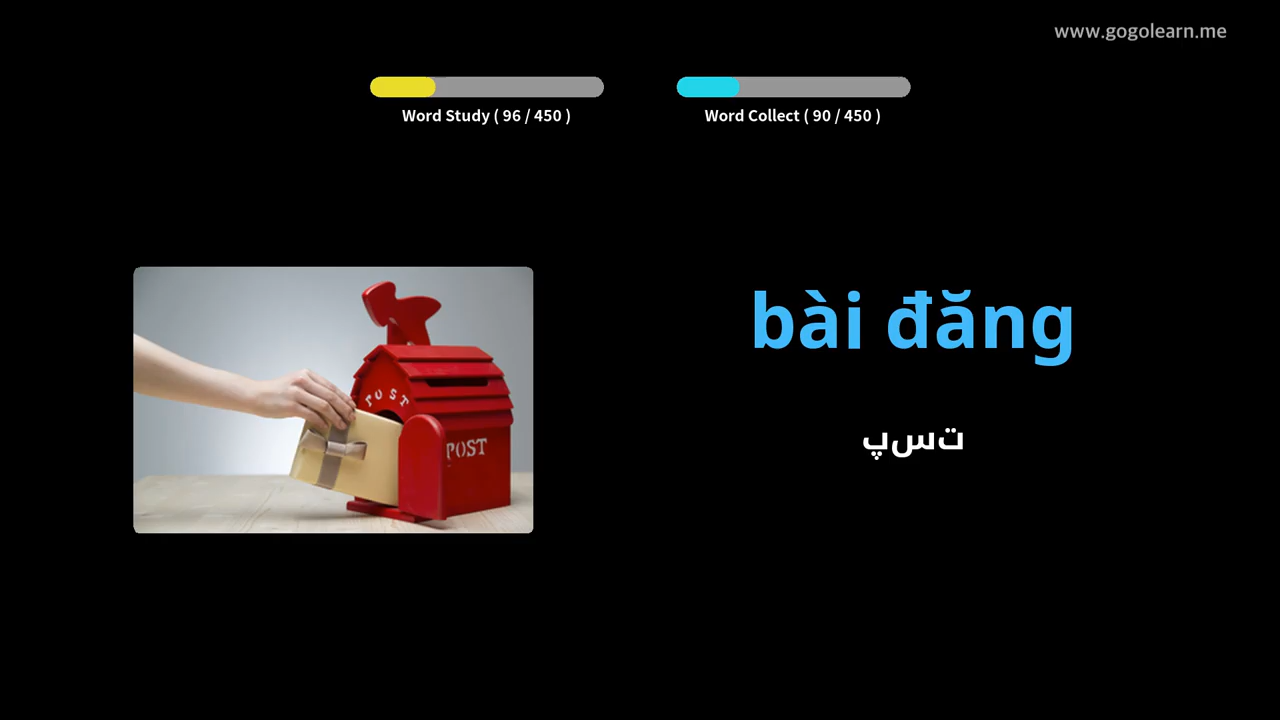 www.gogolearn.me
Word Study ( 96 / 450 )
Word Collect ( 90 / 450 )
bài đăng
پست
POST
POST